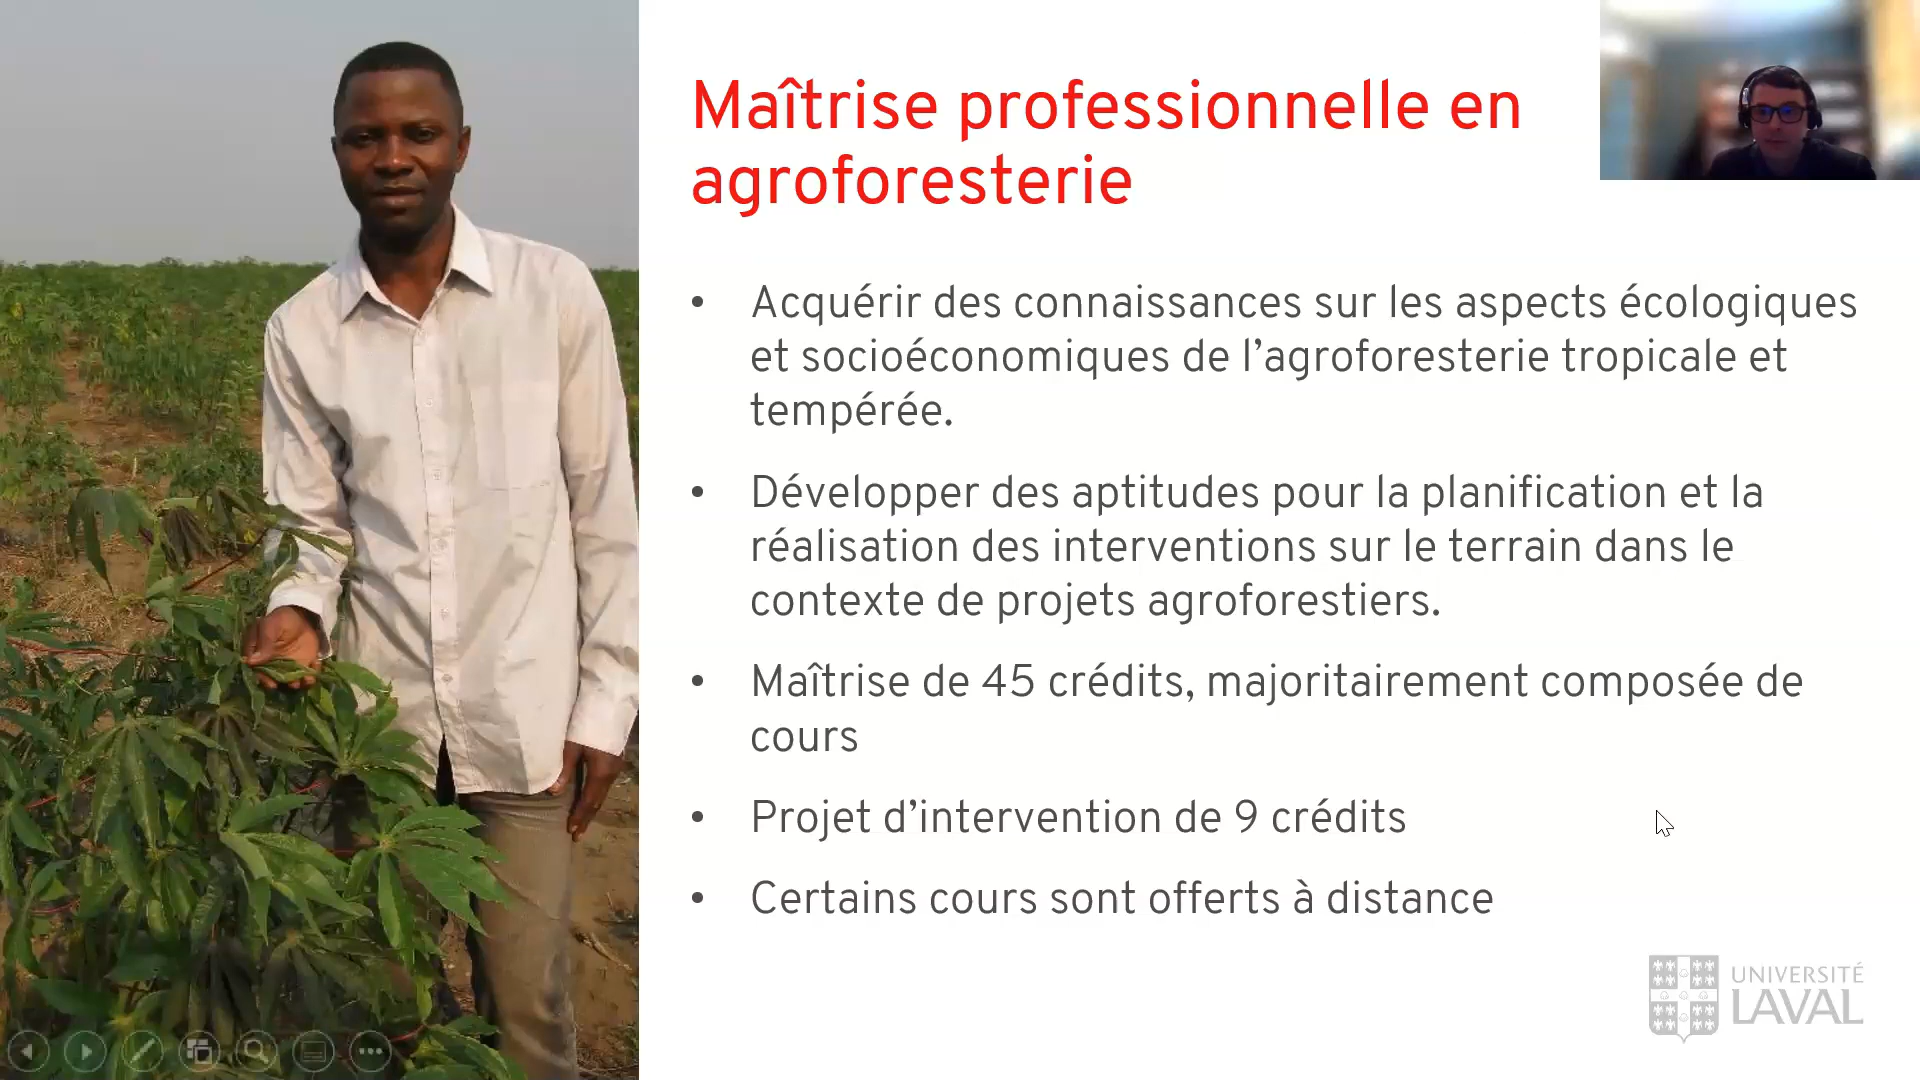 Maîtrise professionnelle en
agroforesterie
• Acquérir des connaissances sur les aspects écologiques
et socioéconomiques de l’agroforesterie tropicale et
tempérée.
• Développer des aptitudes pour la planification et la
réalisation des interventions sur le terrain dans le
contexte de projets agroforestiers.
• Maîtrise de 45 crédits, majoritairement composée de
cours
• Projet d’intervention de 9 crédits
• Certains cours sont offerts à distance
UNIVERSITÉ
LAVAL